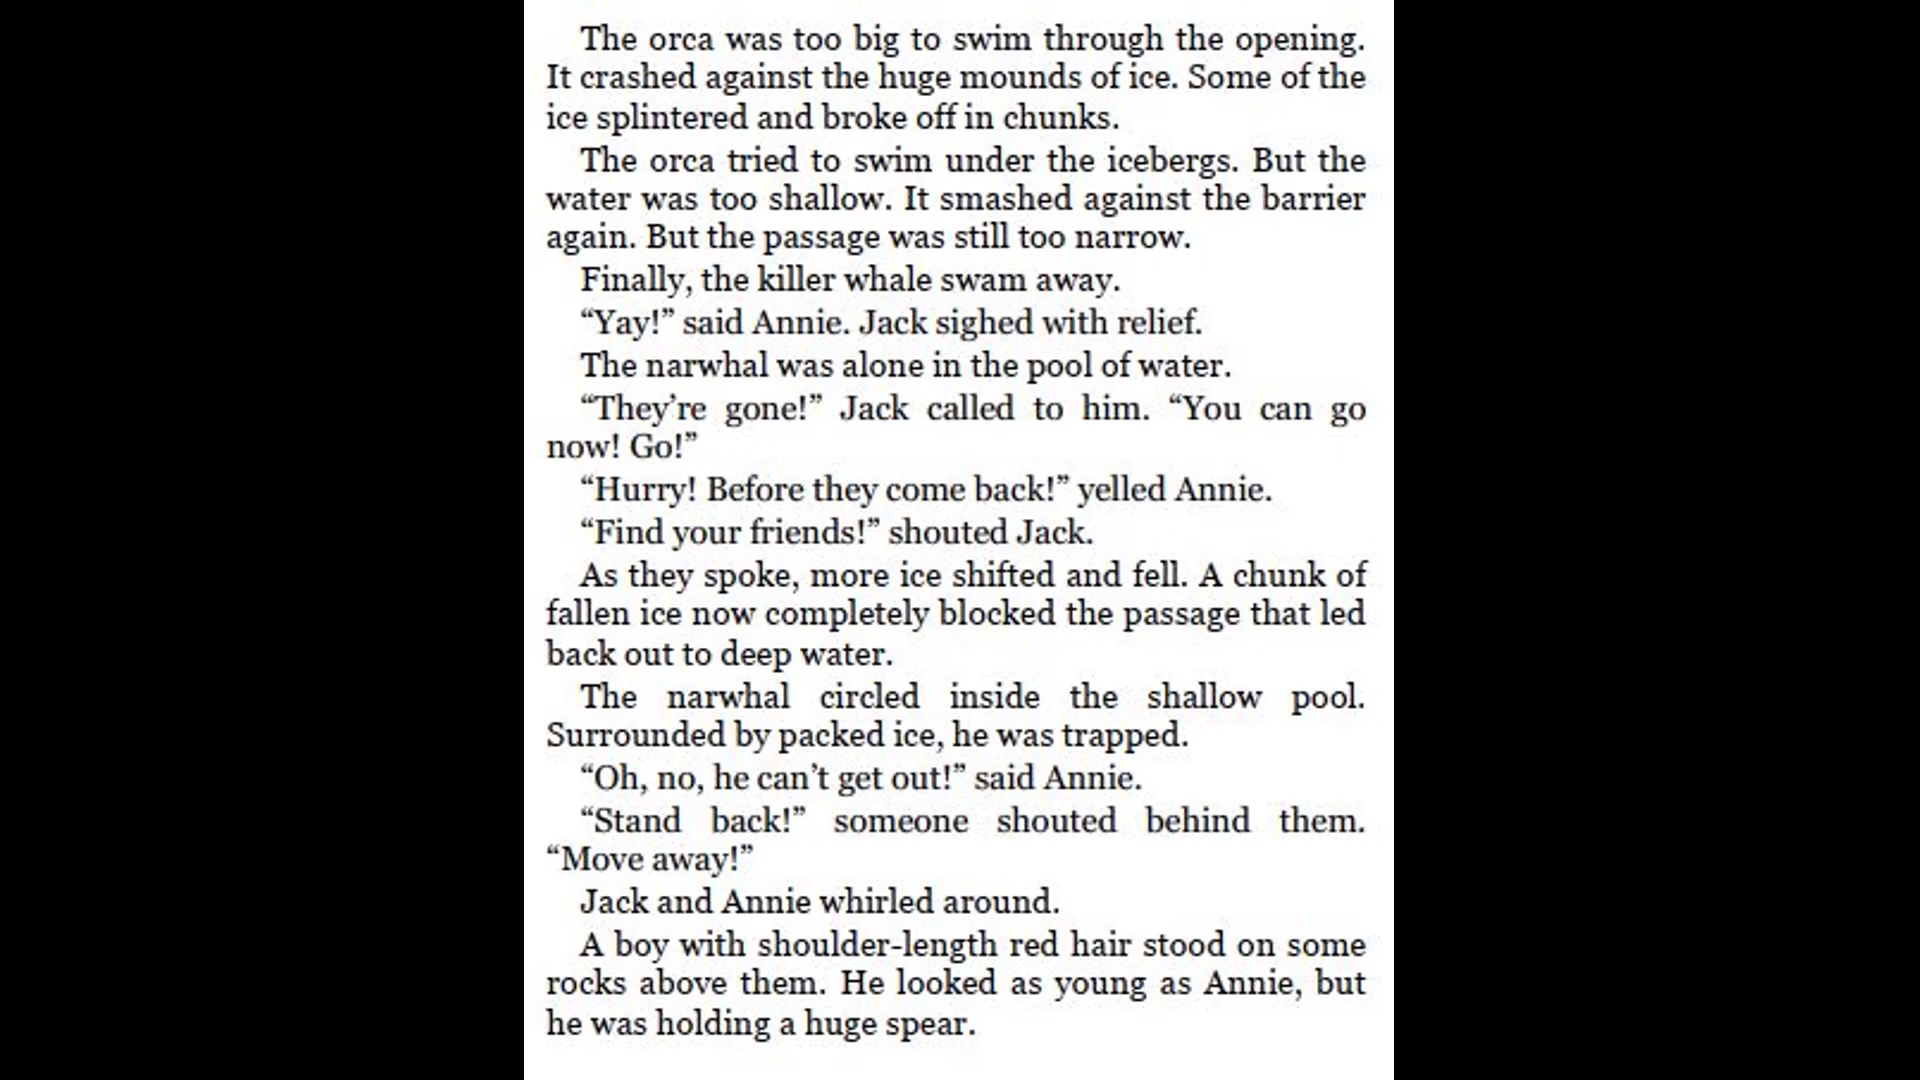 The orca was too big to swim through the opening.
It crashed against the huge mounds of ice. Some of the
ice splintered and broke off in chunks.
The orca tried to swim under the icebergs. But the
water was too shallow. It smashed against the barrier
again. But the passage was still too narrow.
Finally, the killer whale swam away.
“Yay!” said Annie. Jack sighed with relief.
The narwhal was alone in the pool of water.
“They’re gone!” Jack called to him. “You can go
now! Go!”
“Hurry! Before they come back!” yelled Annie.
“Find your friends!” shouted Jack.
As they spoke, more ice shifted and fell. A chunk of
fallen ice now completely blocked the passage that led
back out to deep water.
The narwhal circled inside the shallow pool.
Surrounded by packed ice, he was trapped.
“Oh, no, he can’t get out!” said Annie.
“Stand back!” someone shouted behind them.
“Move away!”
Jack and Annie whirled around.
A boy with shoulder-length red hair stood on some
rocks above them. He looked as young as Annie, but
he was holding a huge spear.